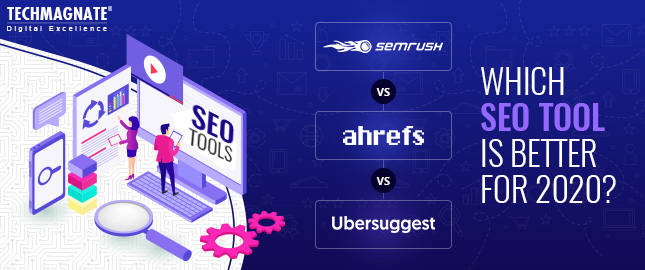 TECHMAGNATE®
Digital Excellence
SEO
TOOLS
semrush
VS
ahrefs
VS
Ubersuggest
WHICH
SEO TOOL
IS BETTER
FOR 2020?